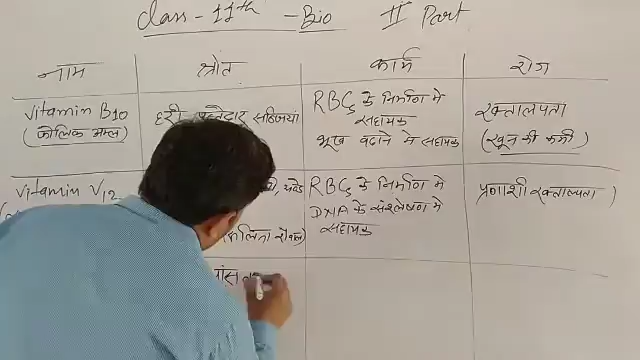 Class - 11th - Bio II Part
नाम
श्रोत
कार्य
रोग
Vitamin B10
(फोलिक अम्ल)
हरी पत्तेदार सब्जियां
RBCs के निर्माण मे
सहायक
भूख बढाने मे सहायक
रक्तालपता
(खून की कमी)
Vitamin V12
RBCs के निर्माण मे
DNA के संश्लेषण मे
सहायक
प्रणाशी रक्ताल्पता)